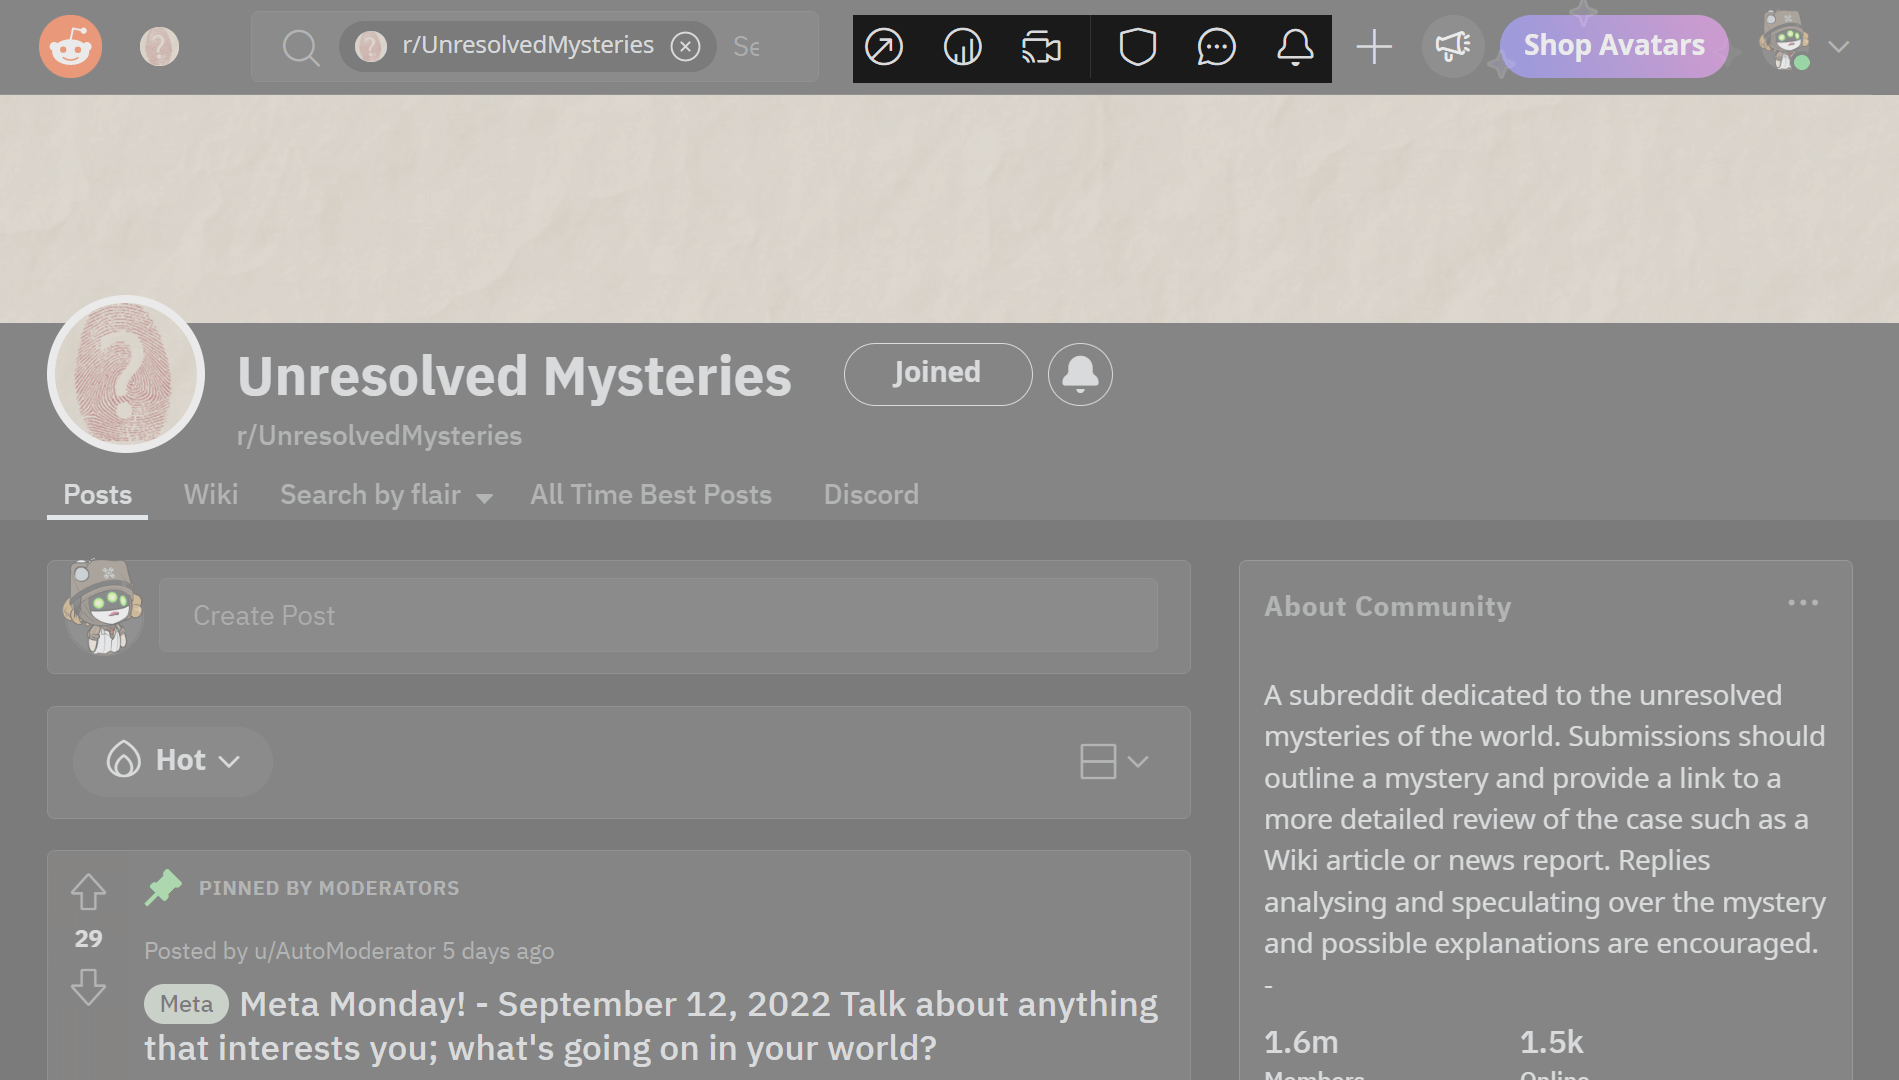 r/UnresolvedMysteries
Se
Shop Avatars
Unresolved Mysteries
Joined
r/UnresolvedMysteries
Posts
Wiki
Search by flair
All Time Best Posts
Discord
Create Post
Hot
PINNED BY MODERATORS
29
Posted by u/AutoModerator 5 days ago
Meta Meta Monday! - September 12, 2022 Talk about anything
that interests you; what's going on in your world?
About Community
A subreddit dedicated to the unresolved
mysteries of the world. Submissions should
outline a mystery and provide a link to a
more detailed review of the case such as a
Wiki article or news report. Replies
analysing and speculating over the mystery
and possible explanations are encouraged.
-
1.6m
1.5k
Members
Online